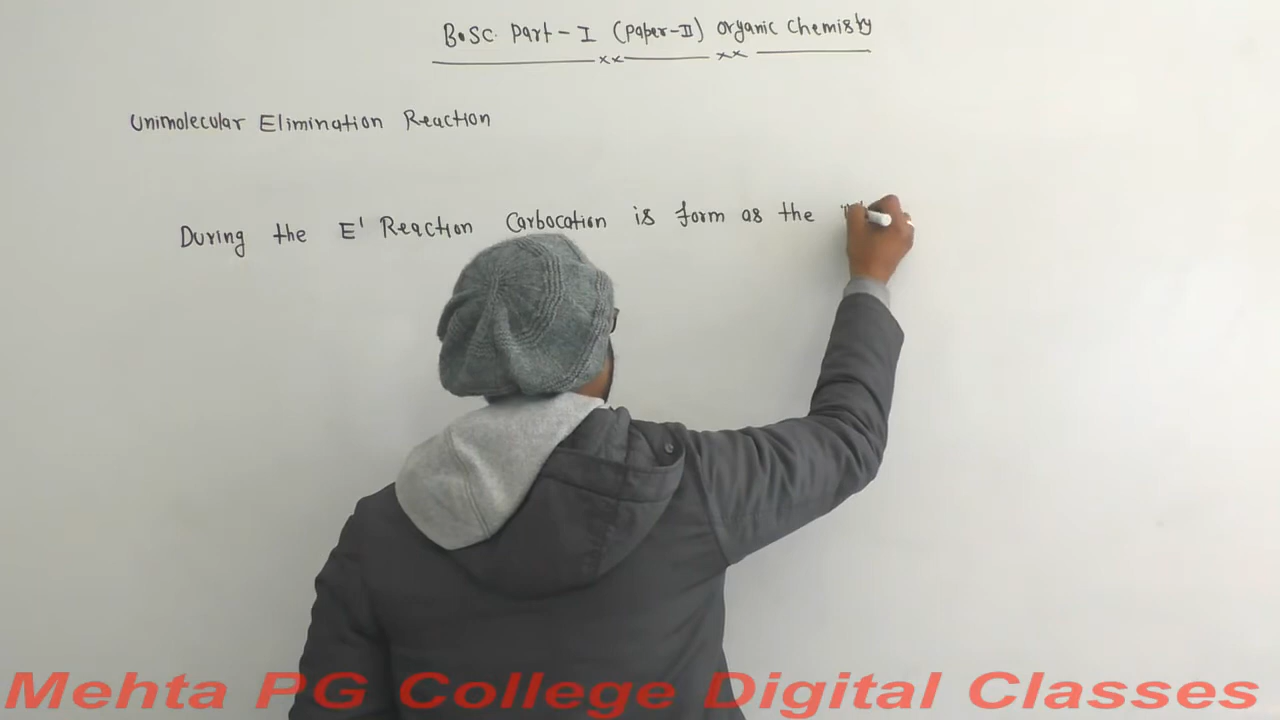 B.SC. Part - I (Paper-II) Organic Chemistry
Unimolecular Elimination Reaction
During the E' Reaction Carbocation is form as the
Mehta PG College Digital Classes